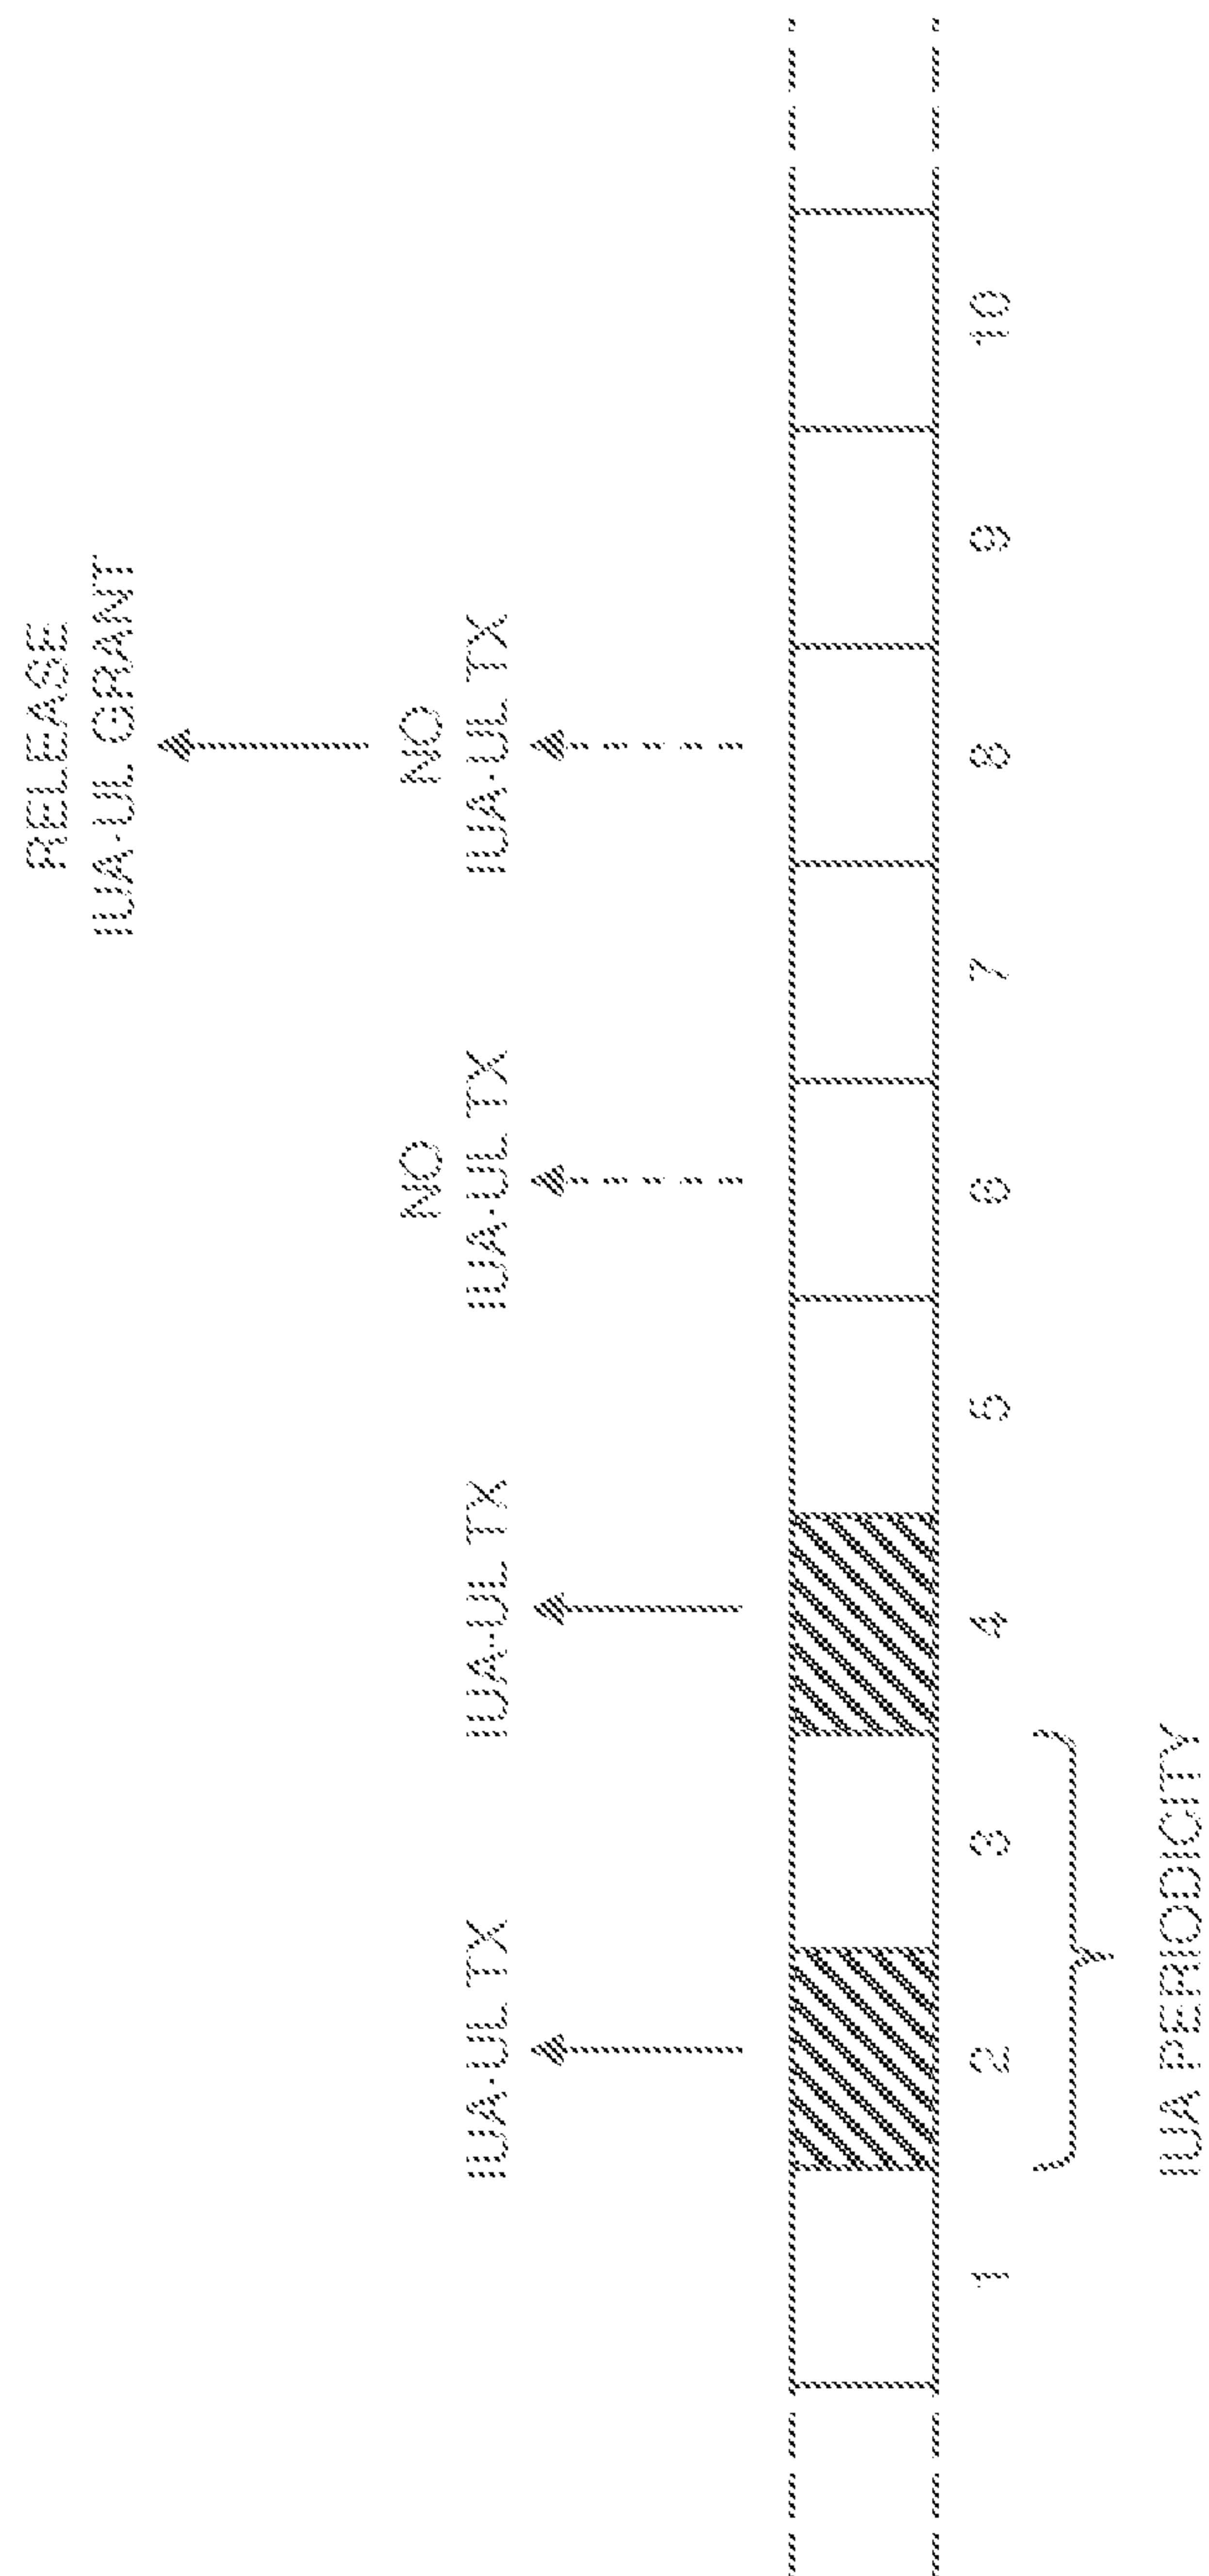 RELEASE
IUA-UL GRANT
NO
IUA-UL TX
NO
IUA-UL TX
IUA-UL TX
IUA-UL TX
1
2
3
4
5
6
7
8
9
10
IUA PERIODICITY